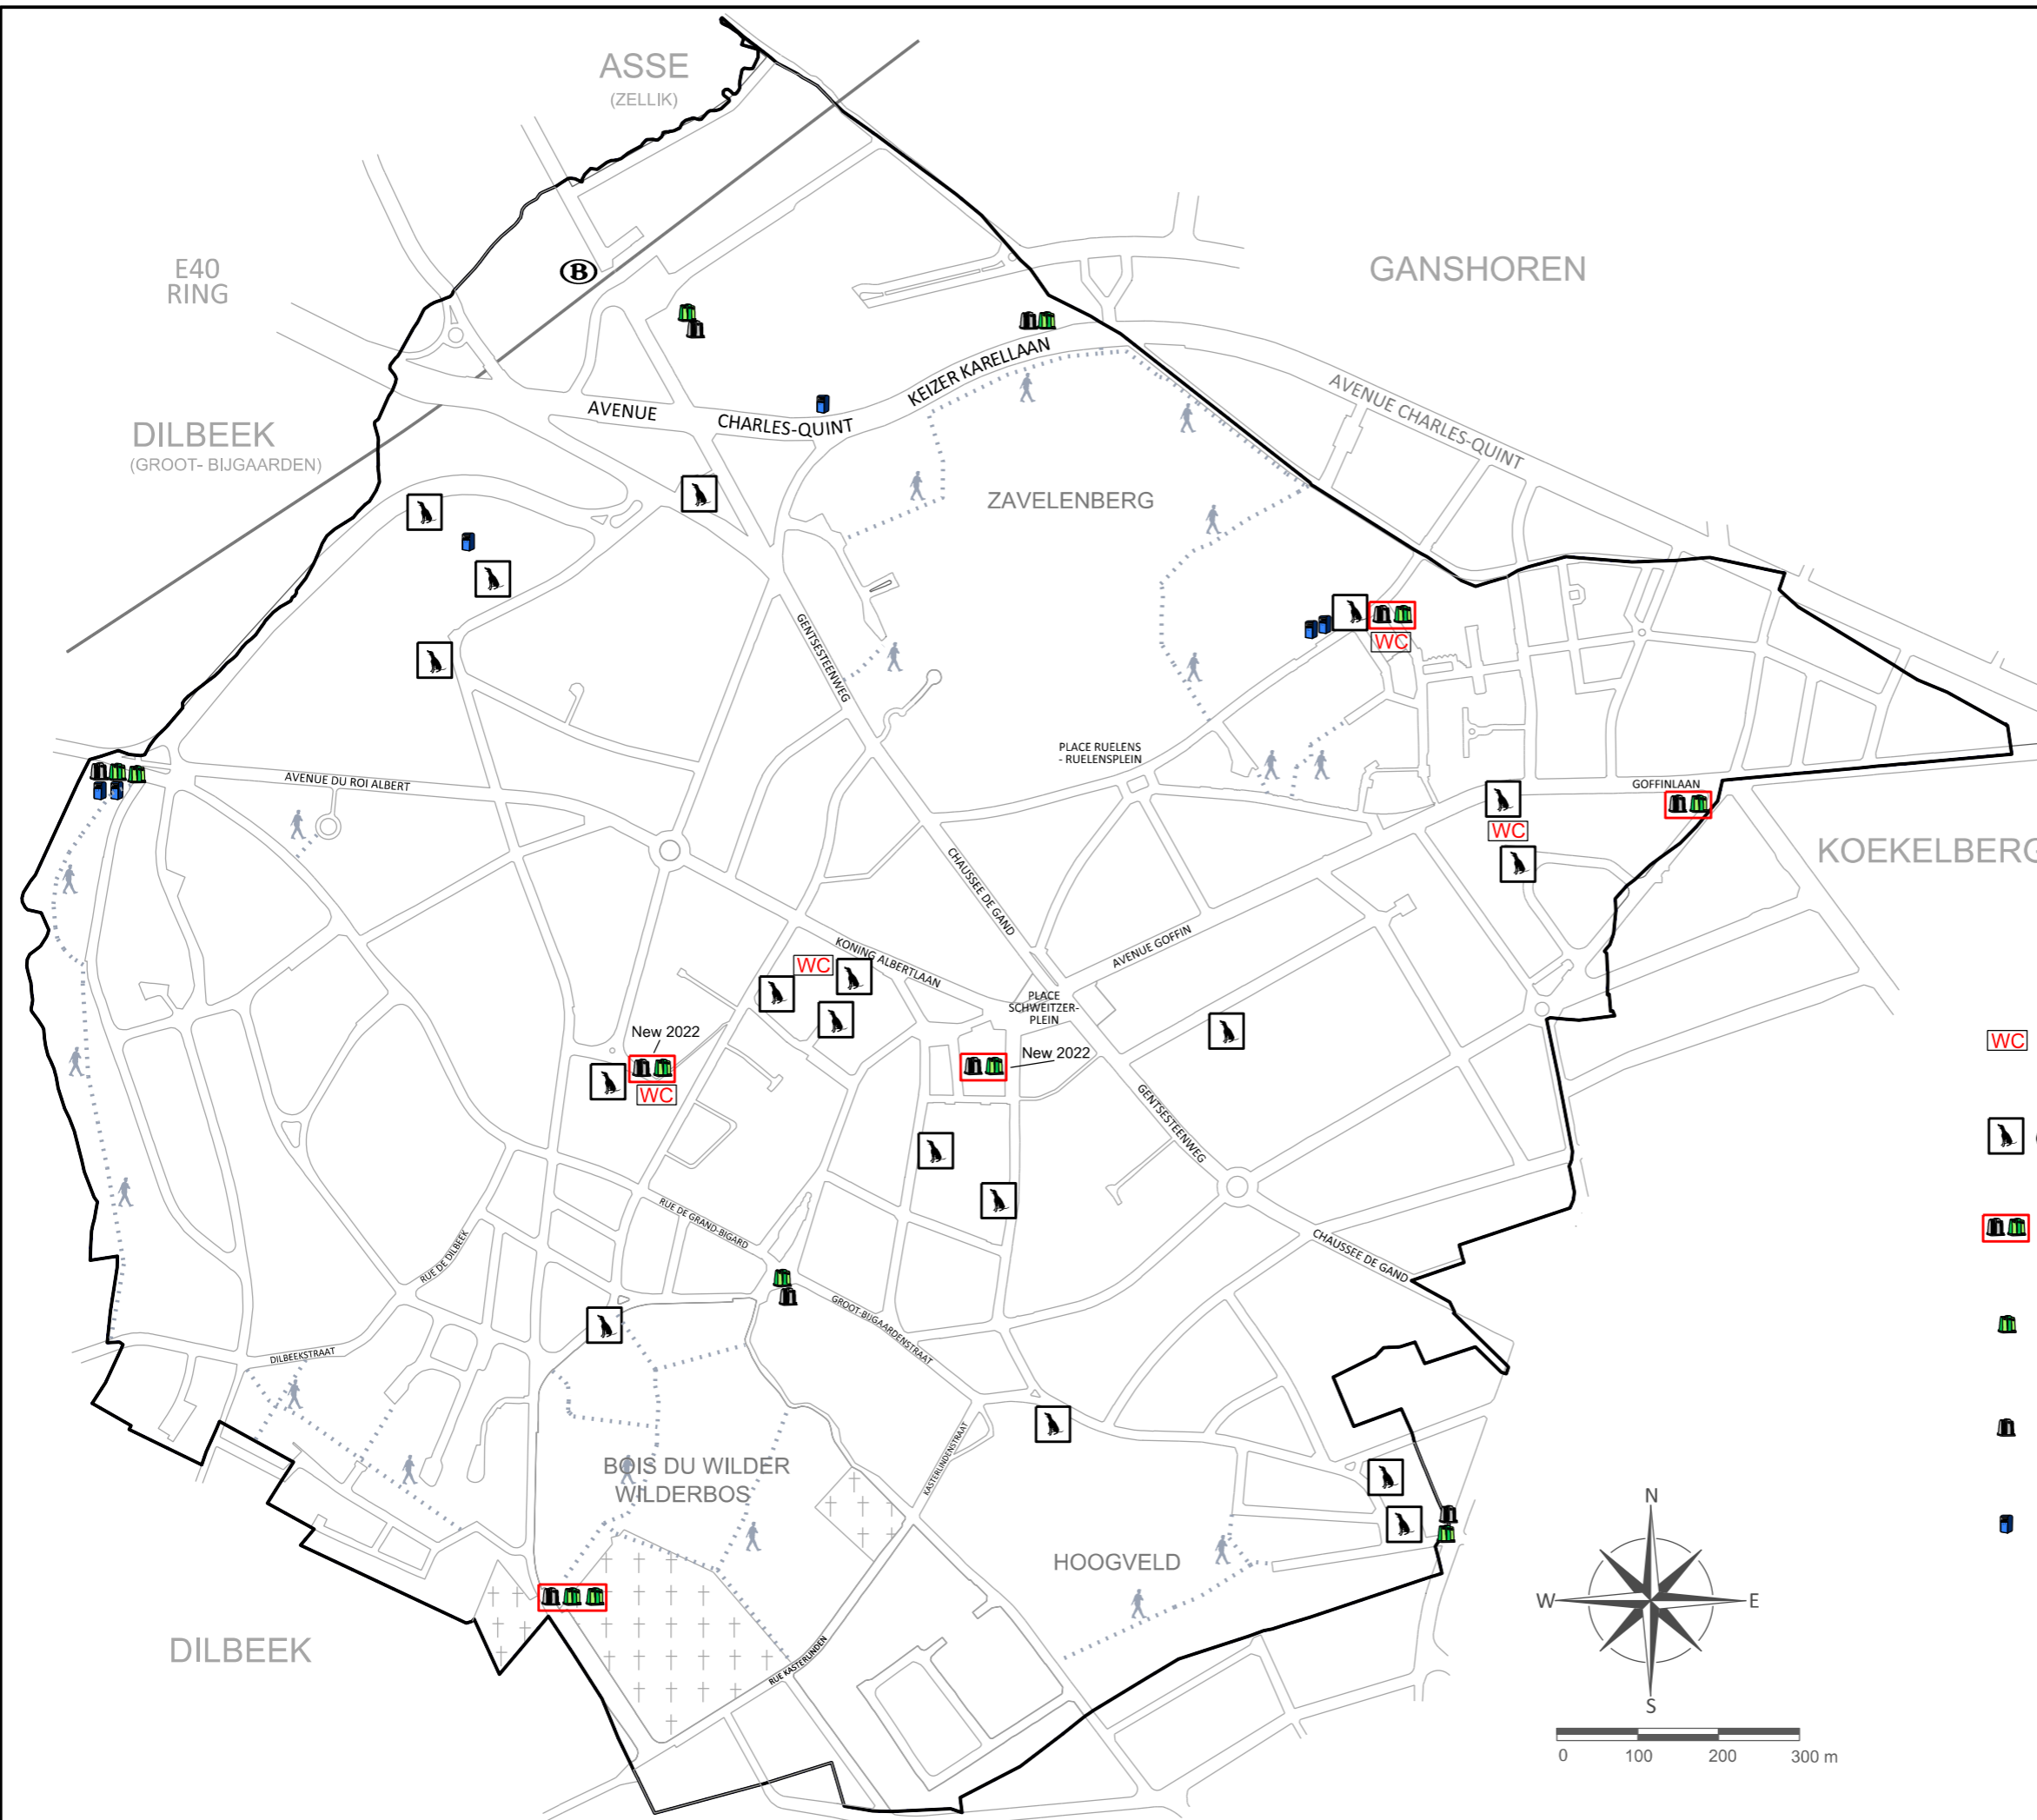 ASSE
(ZELLIK)
E40
RING
B
GANSHOREN
DILBEEK
(GROOT- BIJGAARDEN)
AVENUE
CHARLES-QUINT
KEIZER KARELLAAN
AVENUE CHARLES-QUINT
ZAVELENBERG
GENTSESTEENWEG
WC
PLACE RUELENS
- RUELENSPLEIN
AVENUE DU ROI ALBERT
GOFFINLAAN
WC
KOEKELBERG
CHAUSSEE DE GAND
KONING ALBERTLAAN
AVENUE GOFFIN
WC
PLACE
SCHWEITZER-
PLEIN
New 2022
New 2022
WC
WC
GENTSESTEENWEG
RUE DE GRAND-BIGARD
RUE DE DILBEEK
CHAUSSEE DE GAND
GROOT-BIJGAARDENSTRAAT
DILBEEKSTRAAT
KASTERLINDENSTRAAT
BOIS DU WILDER
WILDERBOS
HOOGVELD
DILBEEK
RUE KASTERLINDEN
N
W
E
S
0 100 200 300 m